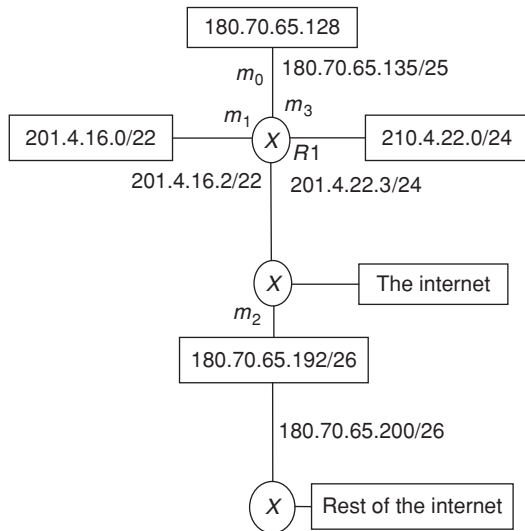 180.70.65.128
m0
180.70.65.135/25
m1
m3
201.4.16.0/22
X
210.4.22.0/24
R1
201.4.16.2/22
201.4.22.3/24
X
The internet
m2
180.70.65.192/26
180.70.65.200/26
X
Rest of the internet